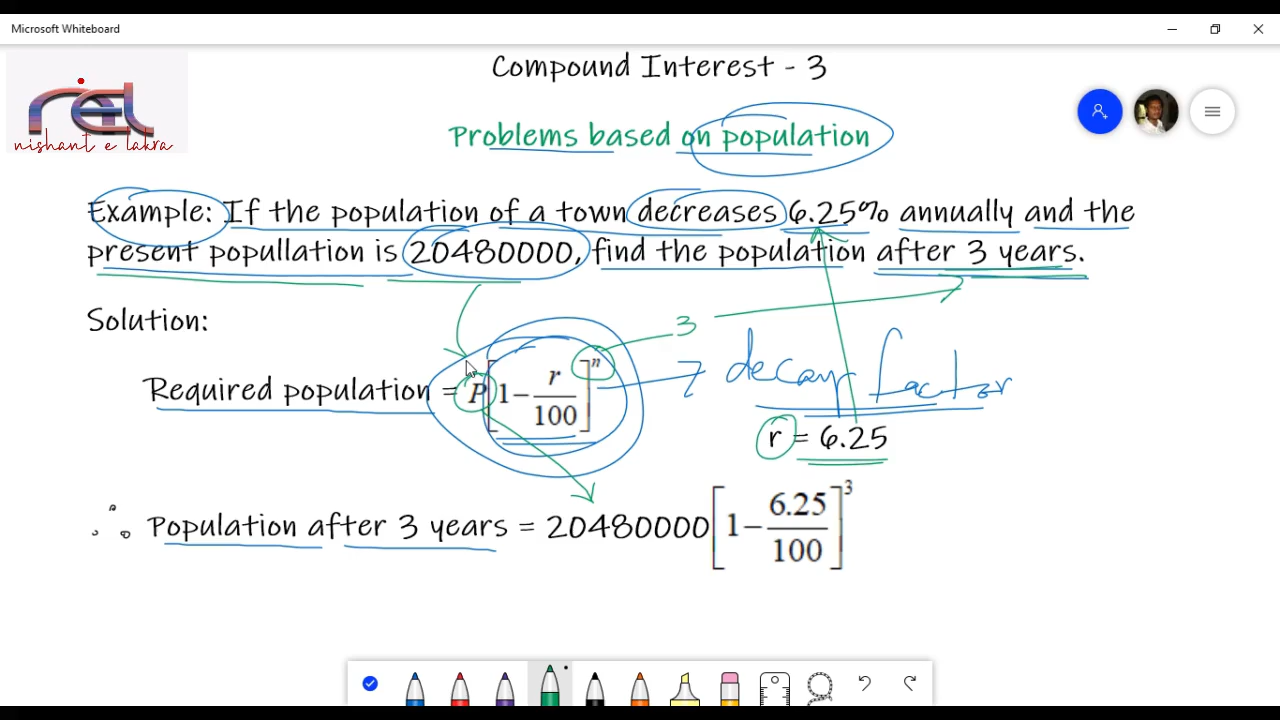 Microsoft Whiteboard
Compound Interest - 3
nishant e lakra
Problems based on population
Example: If the population of a town decreases 6.25% annually and the
present popullation is 20480000, find the population after 3 years.
Solution:
3
Required population = P[1 - r/100]^n
decay factor
r = 6.25
∴ Population after 3 years = 20480000[1 - 6.25/100]^3